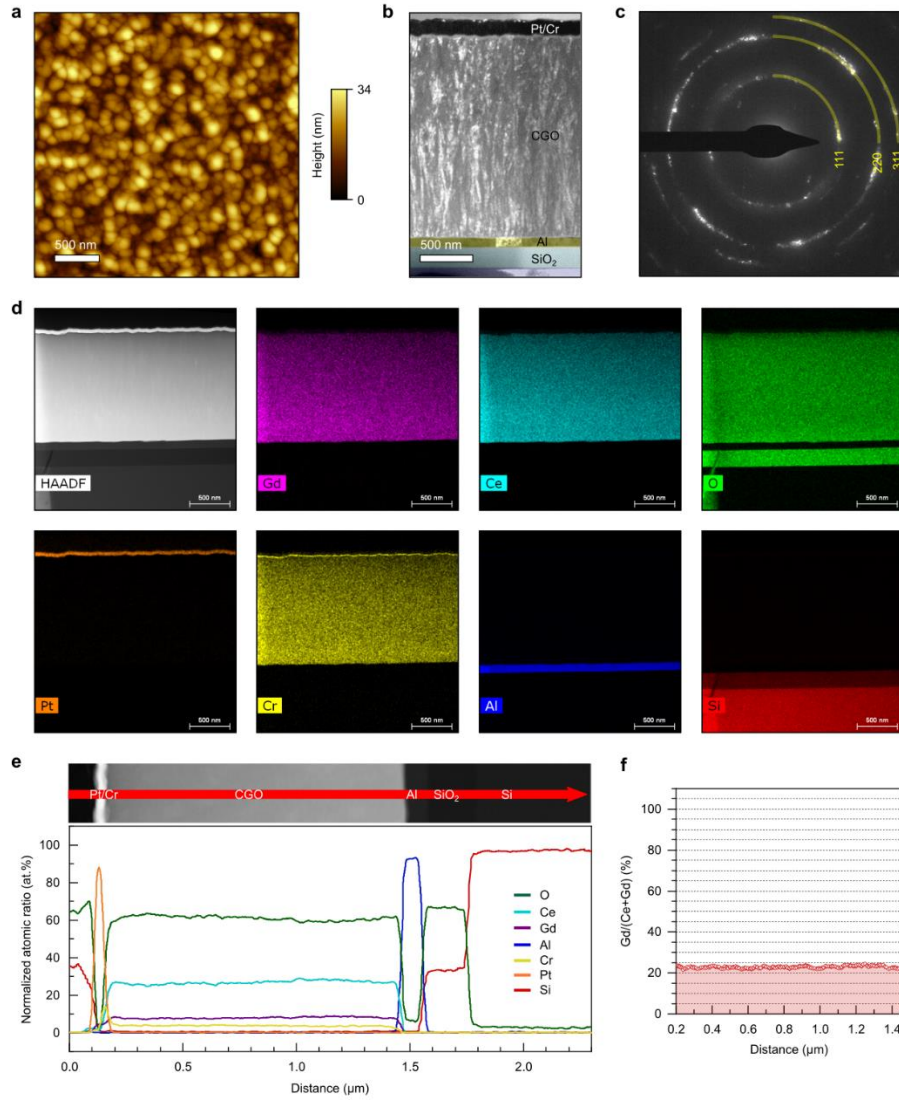 a
34
Height (nm)
0
500 nm
b
Pt/Cr
CGO
Al
500 nm
SiO₂
c
111
220
311
d
HAADF
500 nm
Gd
500 nm
Ce
500 nm
O
500 nm
Pt
500 nm
Cr
500 nm
Al
500 nm
Si
500 nm
e
Pt/Cr
CGO
Al
SiO₂
Si
Normalized atomic ratio (at.%)
100
80
60
40
20
0
O
Ce
Gd
Al
Cr
Pt
Si
0.0
0.5
1.0
1.5
2.0
Distance (µm)
f
Gd/(Ce+Gd) (%)
100
80
60
40
20
0
0.2
0.4
0.6
0.8
1.0
1.2
1.4
Distance (µm)